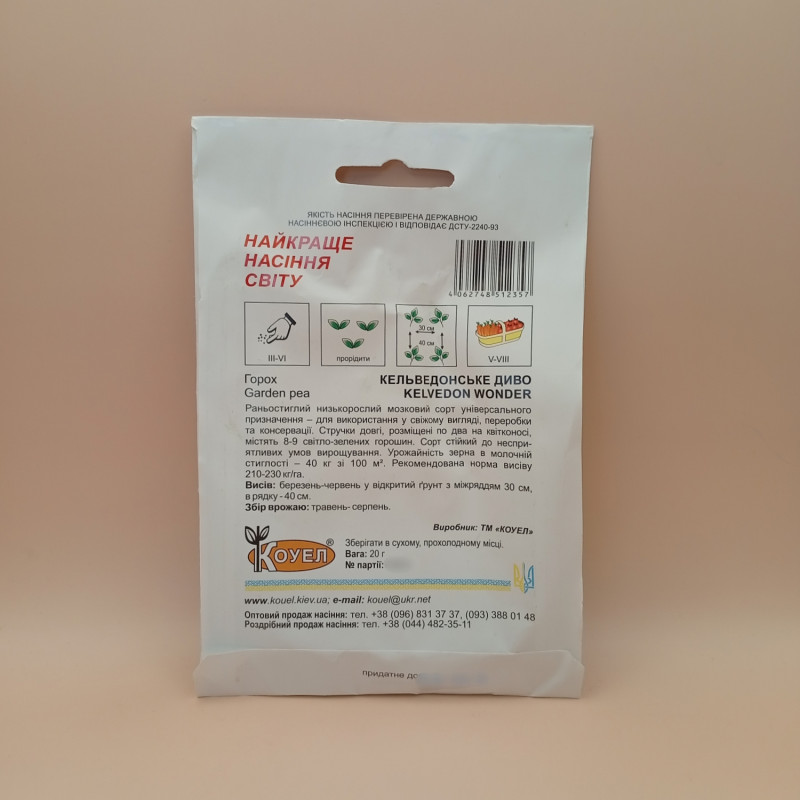 ЯКІСТЬ НАСІННЯ ПЕРЕВІРЕНА ДЕРЖАВНОЮ
НАСІННЄВОЮ ІНСПЕКЦІЄЮ І ВІДПОВІДАЄ ДСТУ-2240-93
НАЙКРАЩЕ
НАСІННЯ
СВІТУ
4 062748 512357
III-VI
прорідити
30 см
40 см
V-VIII
Горох
Garden pea
КЕЛЬВЕДОНСЬКЕ ДИВО
KELVEDON WONDER
Раньостиглий низькорослий мозковий сорт універсального
призначення – для використання у свіжому вигляді, переробки
та консервації. Стручки довгі, розміщені по два на квітконосі,
містять 8-9 світло-зелених горошин. Сорт стійкий до неспри-
ятливих умов вирощування. Урожайність зерна в молочній
стиглості – 40 кг зі 100 м². Рекомендована норма висіву
210-230 кг/га.
Висів: березень-червень у відкритий ґрунт з міжряддям 30 см,
в рядку - 40 см.
Збір врожаю: травень- серпень.
Виробник: ТМ «КОУЕЛ»
КОУЕЛ®
Зберігати в сухому, прохолодному місці.
Вага: 20 г
№ партії:
www.kouel.kiev.ua; e-mail: kouel@ukr.net
Оптовий продаж насіння: тел. +38 (096) 831 37 37, (093) 388 01 48
Роздрібний продаж насіння: тел. +38 (044) 482-35-11
придатне до